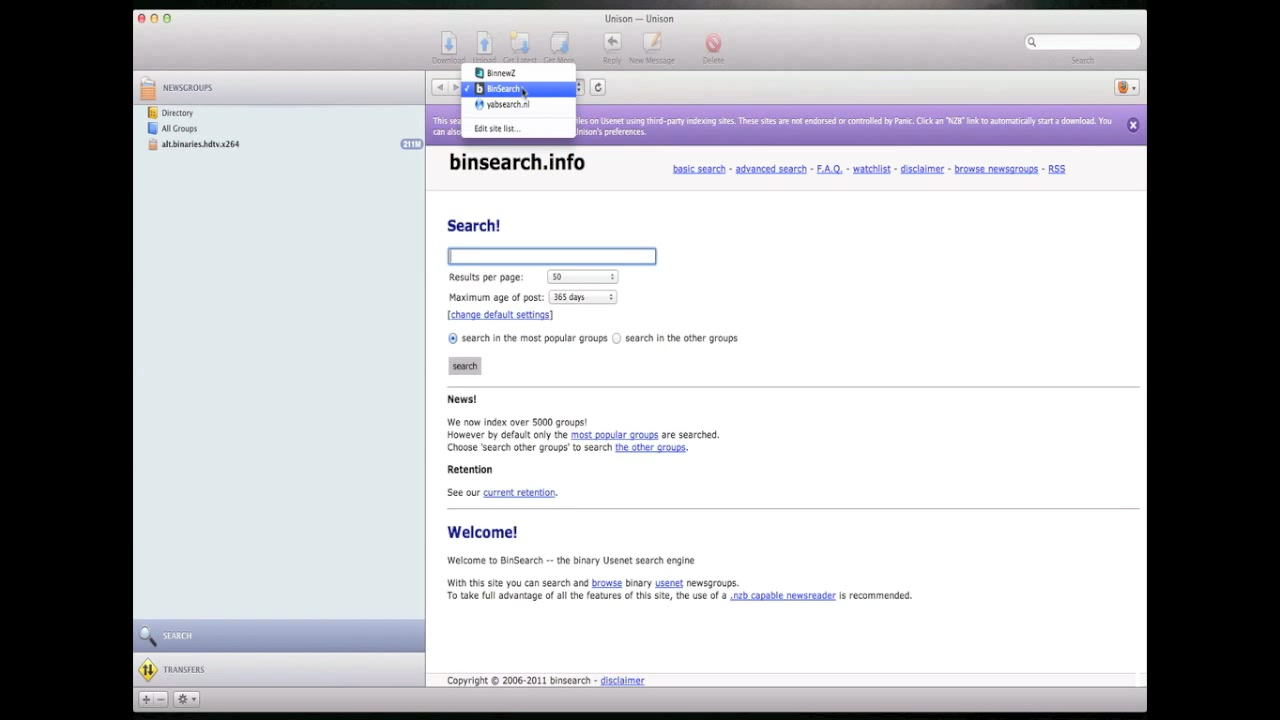 Unison — Unison
Download Upload Get Latest Get More Reply New Message Delete Search
NEWSGROUPS
Directory
All Groups
alt.binaries.hdtv.x264 211M
SEARCH
TRANSFERS
BinnewZ
✓ BinSearch
yabsearch.nl
Edit site list...
This sea les on Usenet using third-party indexing sites. These sites are not endorsed or controlled by Panic. Click an "NZB" link to automatically start a download. You
can also Unison's preferences.
binsearch.info
basic search - advanced search - F.A.Q. - watchlist - disclaimer - browse newsgroups - RSS
Search!
Results per page: 50
Maximum age of post: 365 days
[change default settings]
search in the most popular groups search in the other groups
search
News!
We now index over 5000 groups!
However by default only the most popular groups are searched.
Choose 'search other groups' to search the other groups.
Retention
See our current retention.
Welcome!
Welcome to BinSearch -- the binary Usenet search engine
With this site you can search and browse binary usenet newsgroups.
To take full advantage of all the features of this site, the use of a .nzb capable newsreader is recommended.
Copyright © 2006-2011 binsearch - disclaimer